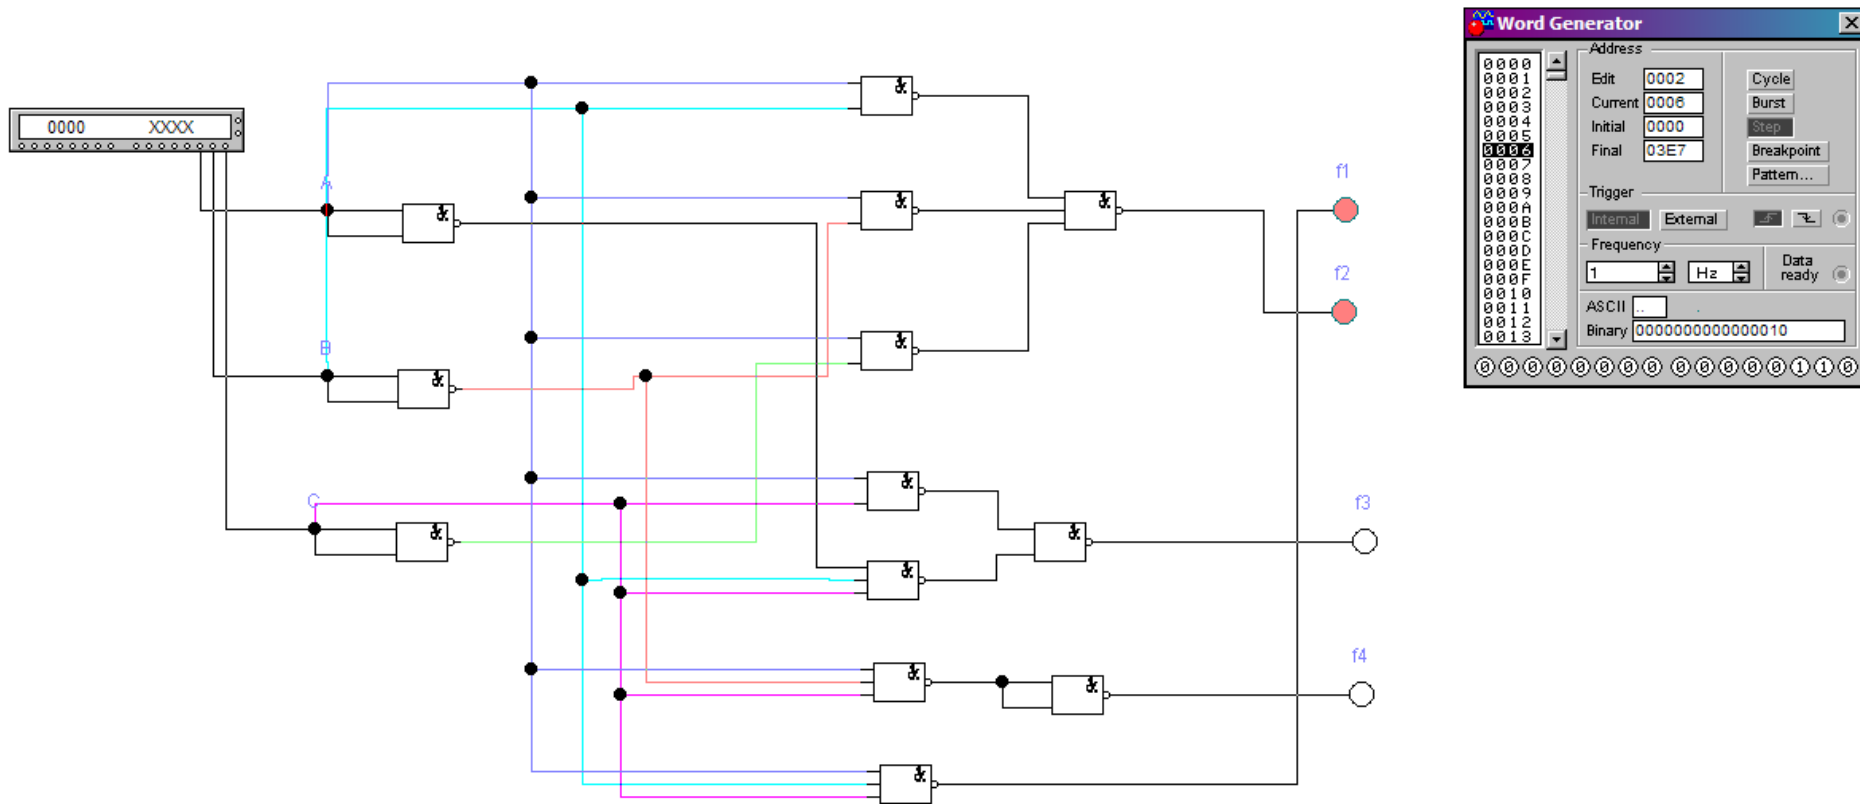 Word Generator
0000 XXXX
A
B
C
&
&
&
&
&
&
&
&
&
&
&
&
&
&
f1
f2
f3
f4
0000
0001
0002
0003
0004
0005
0006
0007
0008
0009
000A
000B
000C
000D
000E
000F
0010
0011
0012
0013
Address
Edit 0002
Current 0006
Initial 0000
Final 03E7
Cycle
Burst
Step
Breakpoint
Pattern...
Trigger
Internal External
Frequency
1 Hz
Data
ready
ASCII ..
Binary 0000000000000010
0 0 0 0 0 0 0 0 0 0 0 0 0 1 1 0